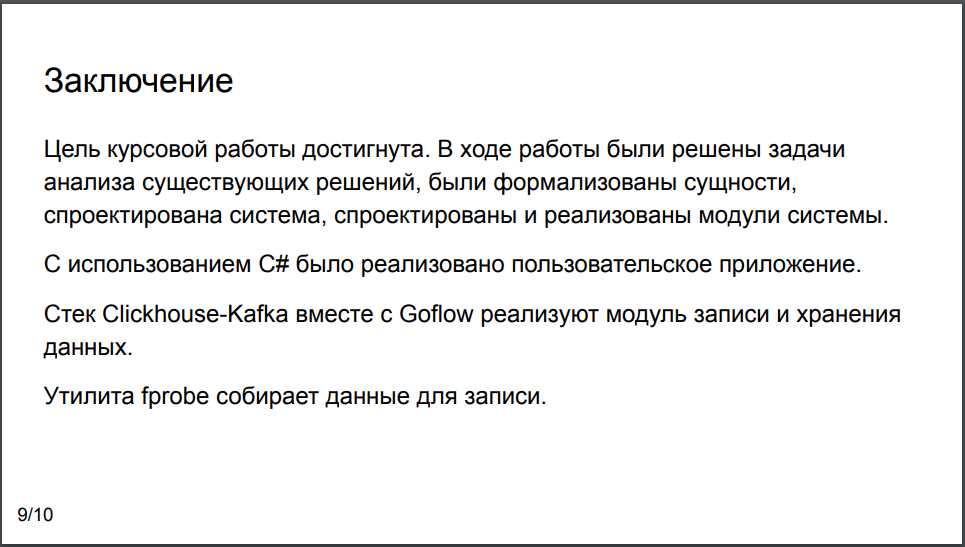 Заключение
Цель курсовой работы достигнута. В ходе работы были решены задачи
анализа существующих решений, были формализованы сущности,
спроектирована система, спроектированы и реализованы модули системы.
С использованием C# было реализовано пользовательское приложение.
Стек Clickhouse-Kafka вместе с Goflow реализуют модуль записи и хранения
данных.
Утилита fprobe собирает данные для записи.
9/10